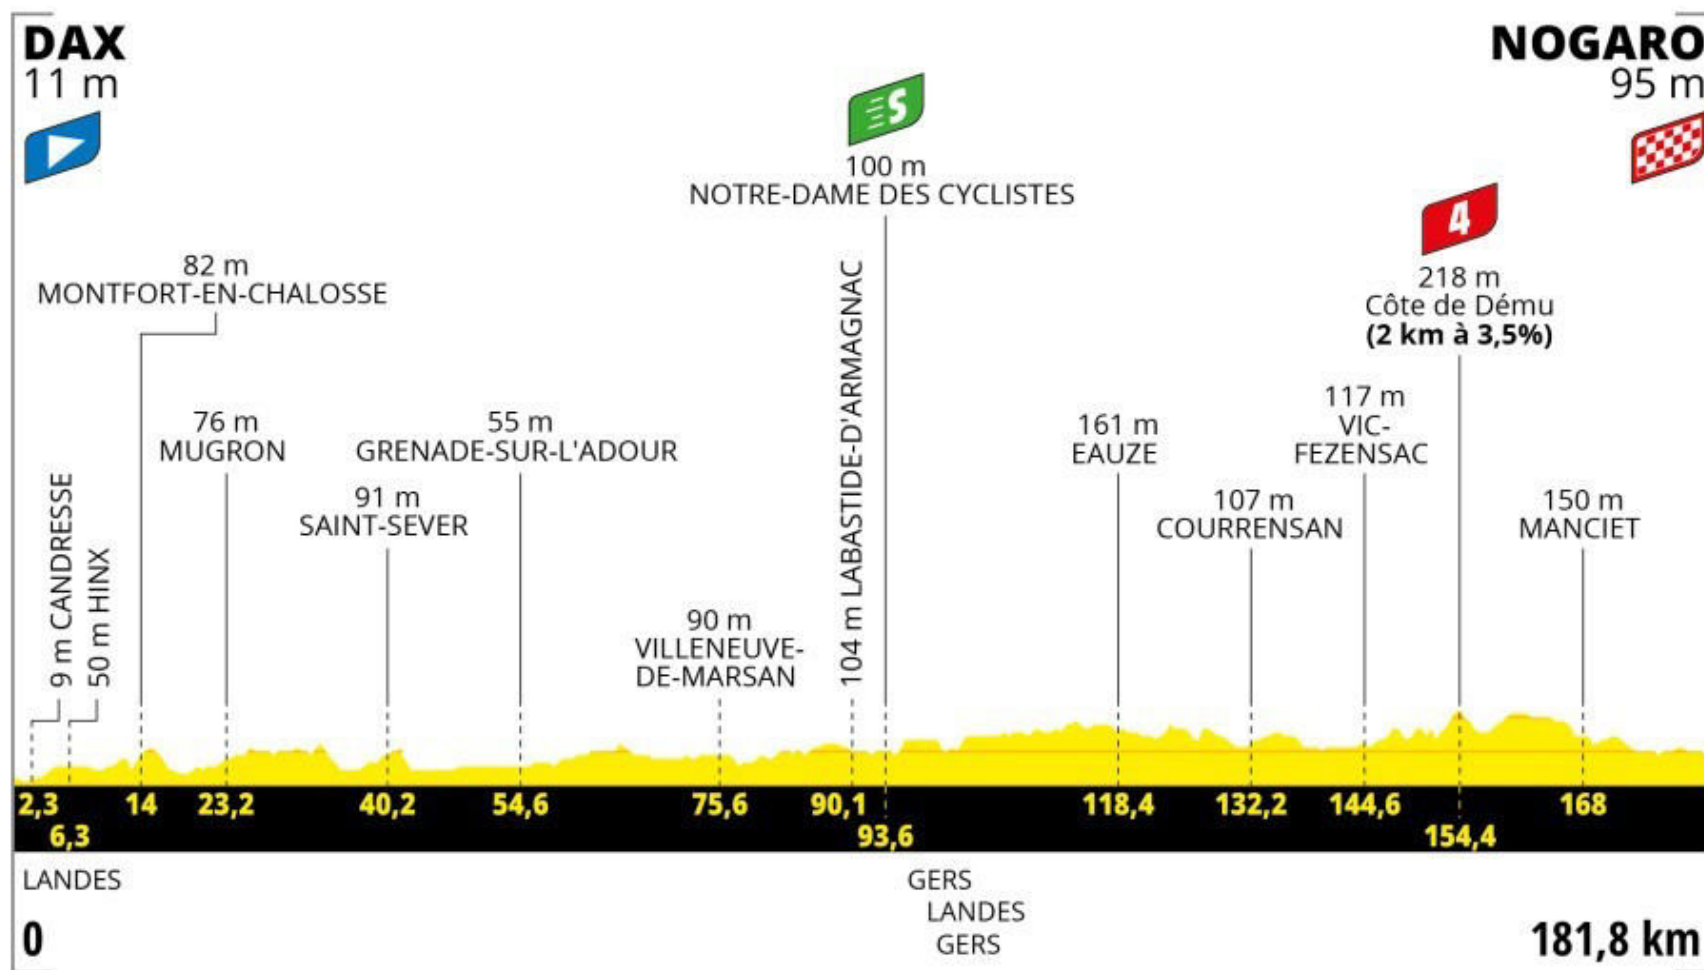 DAX
11 m
NOGARO
95 m
S
100 m
NOTRE-DAME DES CYCLISTES
4
218 m
Côte de Dému
(2 km à 3,5%)
82 m
MONTFORT-EN-CHALOSSE
76 m
MUGRON
55 m
GRENADE-SUR-L'ADOUR
91 m
SAINT-SEVER
9 m CANDRESSE
50 m HINX
90 m
VILLENEUVE-
DE-MARSAN
104 m LABASTIDE-D'ARMAGNAC
161 m
EAUZE
107 m
COURRENSAN
117 m
VIC-
FEZENSAC
150 m
MANCIET
2,3
6,3
14
23,2
40,2
54,6
75,6
90,1
93,6
118,4
132,2
144,6
154,4
168
LANDES
GERS
LANDES
GERS
0
181,8 km